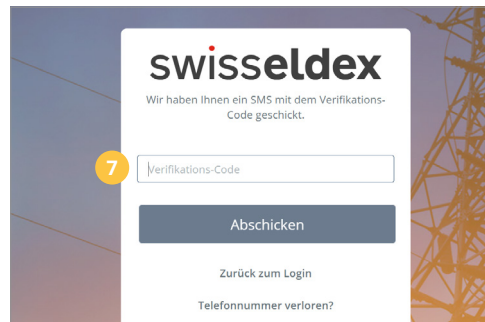 swisseldex
Wir haben Ihnen ein SMS mit dem Verifikations-
Code geschickt.
7
Verifikations-Code
Abschicken
Zurück zum Login
Telefonnummer verloren?